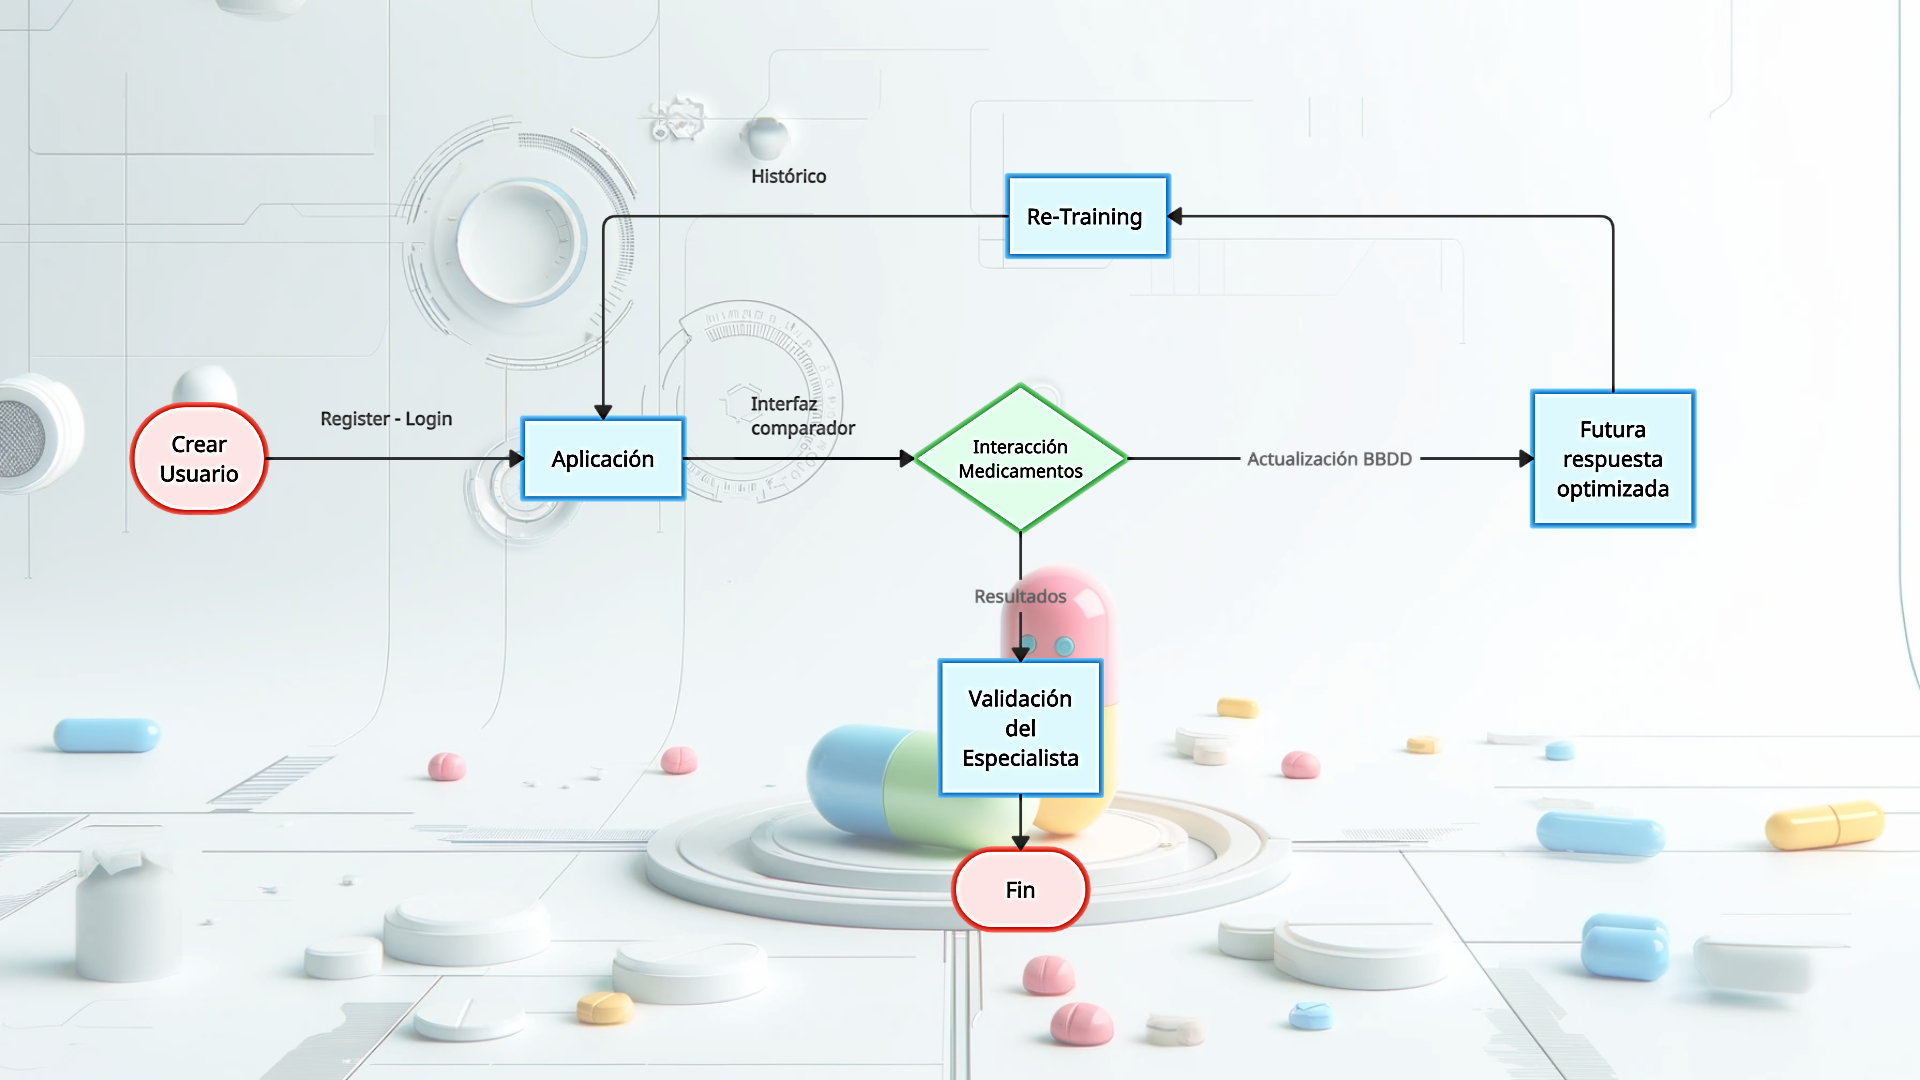 Histórico
Re-Training
Crear
Usuario
Register - Login
Aplicación
Interfaz
comparador
Interacción
Medicamentos
Actualización BBDD
Futura
respuesta
optimizada
Resultados
Validación
del
Especialista
Fin